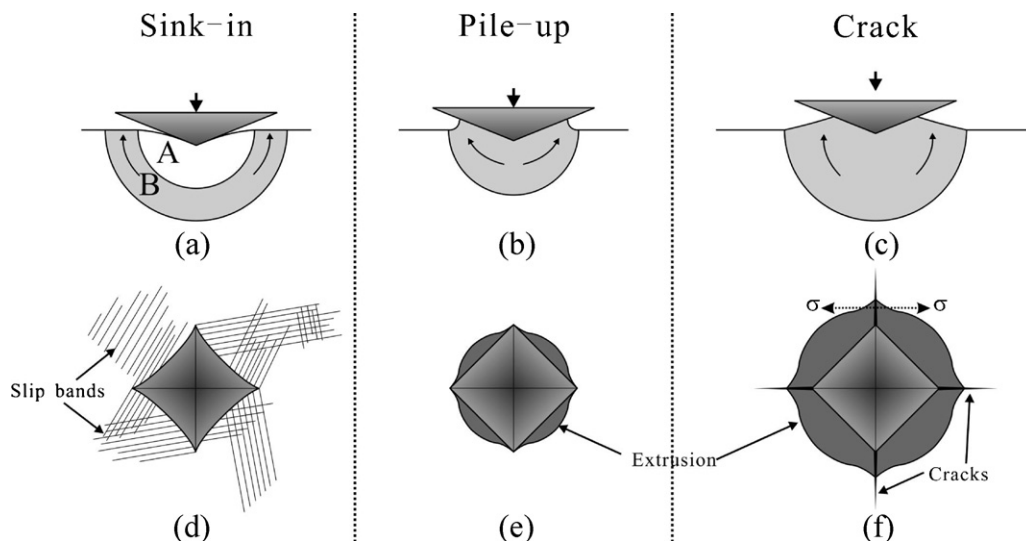 Sink-in
Pile-up
Crack
A
B
(a)
(b)
(c)
σ
σ
Slip bands
Extrusion
Cracks
(d)
(e)
(f)